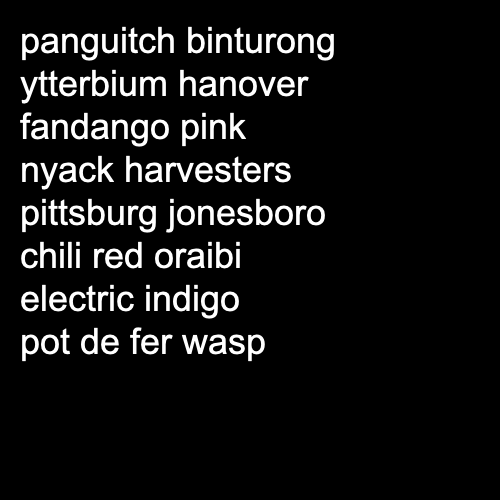 panguitch binturong
ytterbium hanover
fandango pink
nyack harvesters
pittsburg jonesboro
chili red oraibi
electric indigo
pot de fer wasp